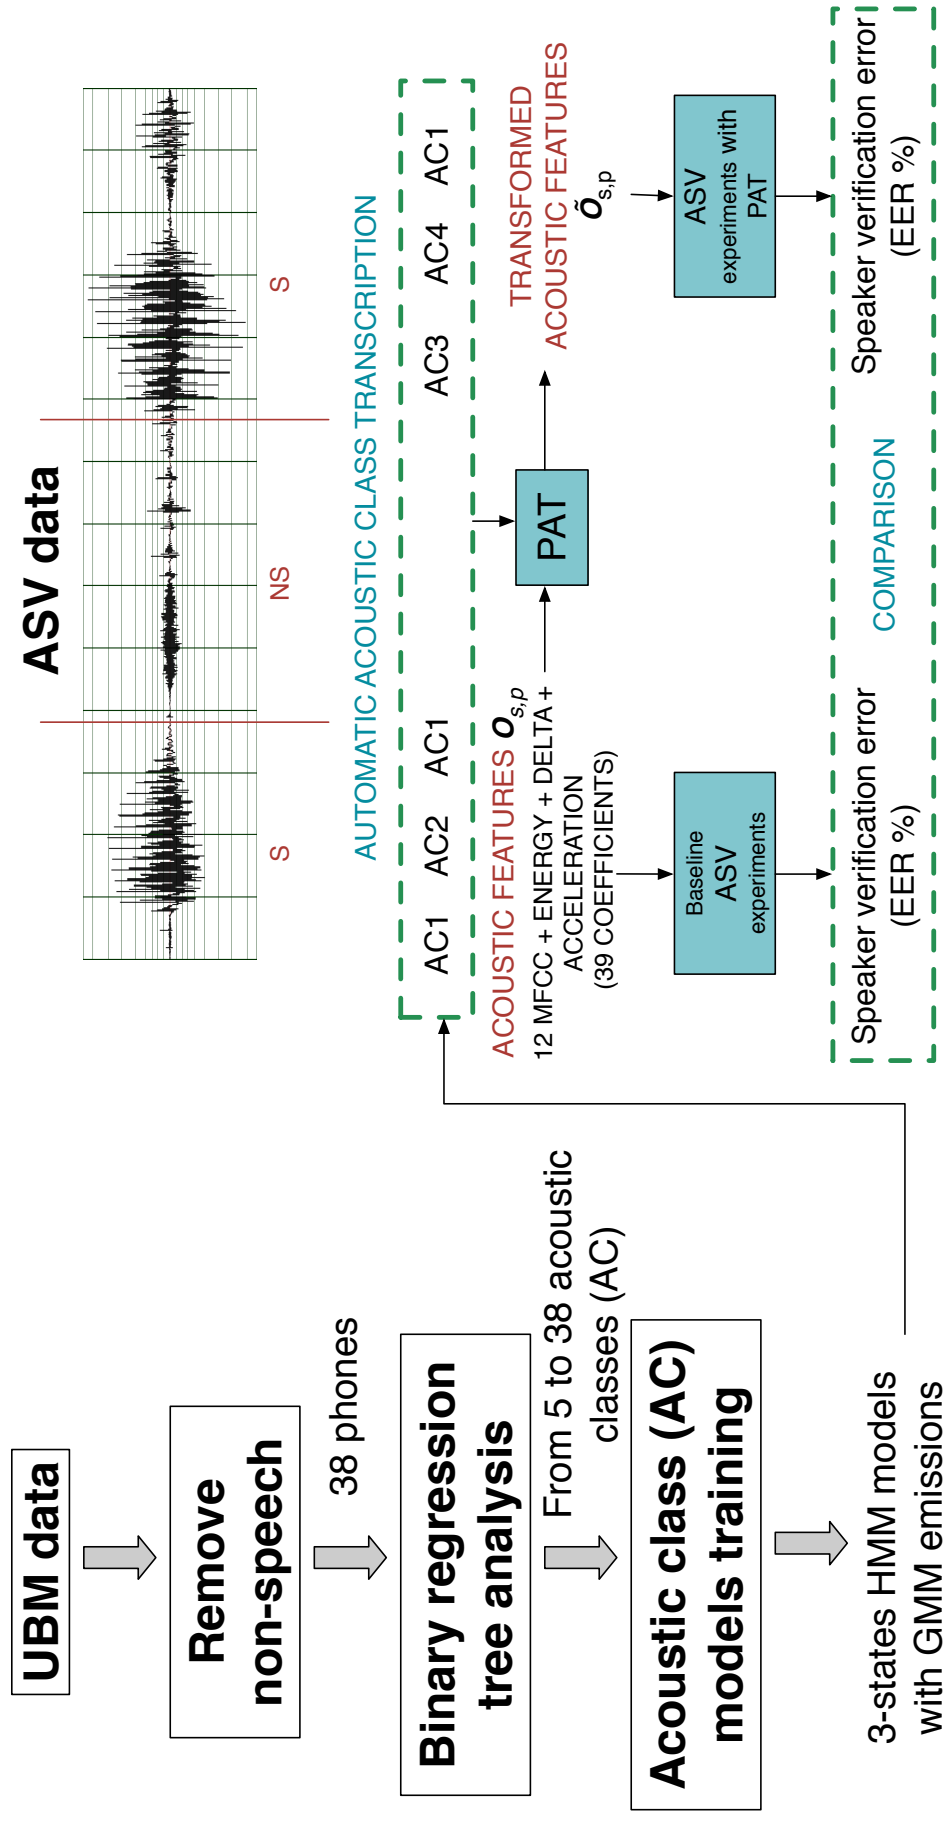 UBM data
Remove
non-speech
38 phones
Binary regression
tree analysis
From 5 to 38 acoustic
classes (AC)
Acoustic class (AC)
models training
3-states HMM models
with GMM emissions
ASV data
S
NS
S
AUTOMATIC ACOUSTIC CLASS TRANSCRIPTION
AC1 AC2 AC1 AC3 AC4 AC1
ACOUSTIC FEATURES O_{s,p}
12 MFCC + ENERGY + DELTA +
ACCELERATION
(39 COEFFICIENTS)
PAT
TRANSFORMED
ACOUSTIC FEATURES
Õ_{s,p}
Baseline
ASV
experiments
ASV
experiments with
PAT
Speaker verification error
(EER %)
COMPARISON
Speaker verification error
(EER %)